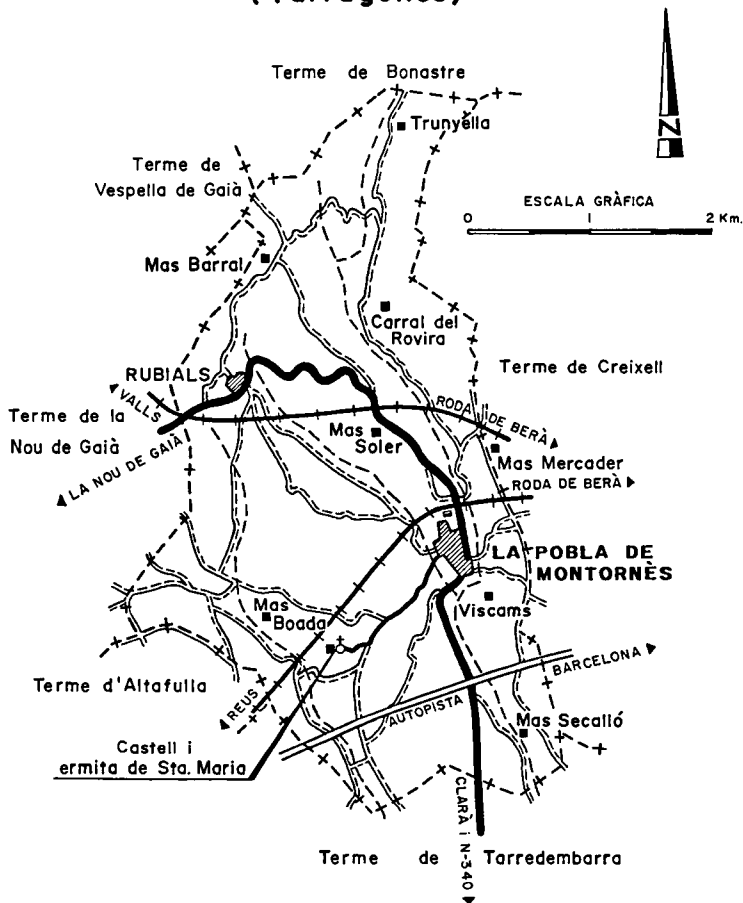 (Tarragonès)
Terme de Bonastre
Trunyella
N
Terme de
Vespella de Gaià
ESCALA GRÀFICA
0 1 2 Km.
Mas Barral
Carral del
Rovira
RUBIALS
Terme de Creixell
VALLS
Terme de la
Nou de Gaià
RODA DE BERÀ
Mas
Soler
LA NOU DE GAIÀ
Mas Mercader
RODA DE BERÀ
LA POBLA DE
MONTORNÈS
Mas
Boada
Viscams
Terme d'Altafulla
REUS
AUTOPISTA
BARCELONA
Castell i
ermita de Sta. Maria
Mas Secalló
CLARÀ i N-340
Terme de Tarredembarra